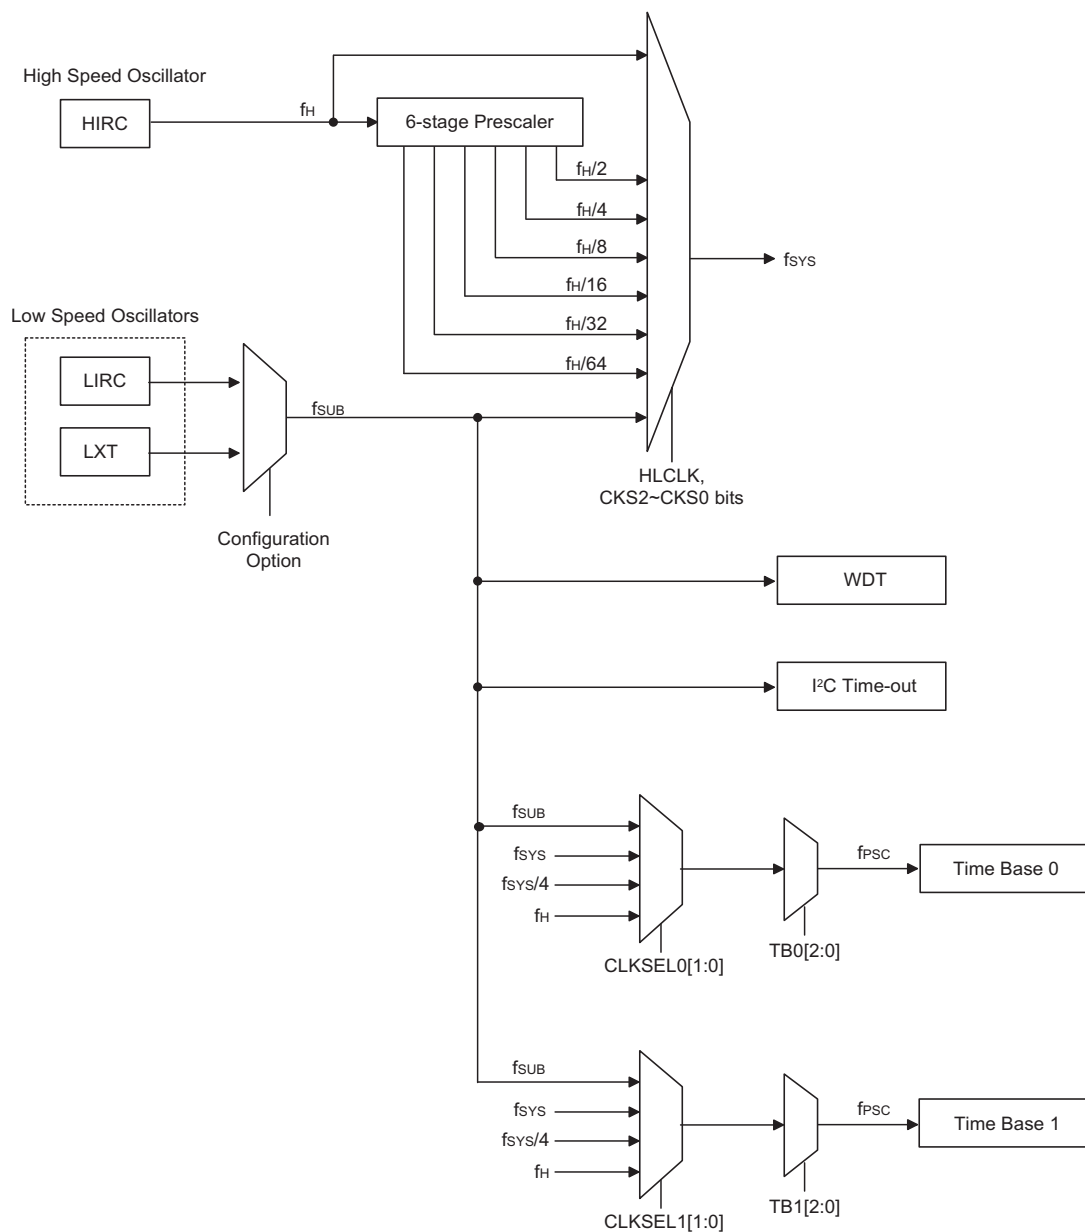 High Speed Oscillator
HIRC
fH
6-stage Prescaler
fH/2
fH/4
fH/8
fH/16
fH/32
fH/64
fSYS
Low Speed Oscillators
LIRC
LXT
fSUB
Configuration
Option
HLCLK,
CKS2~CKS0 bits
WDT
I²C Time-out
fSUB
fSYS
fSYS/4
fH
CLKSEL0[1:0]
TB0[2:0]
fPSC
Time Base 0
fSUB
fSYS
fSYS/4
fH
CLKSEL1[1:0]
TB1[2:0]
fPSC
Time Base 1